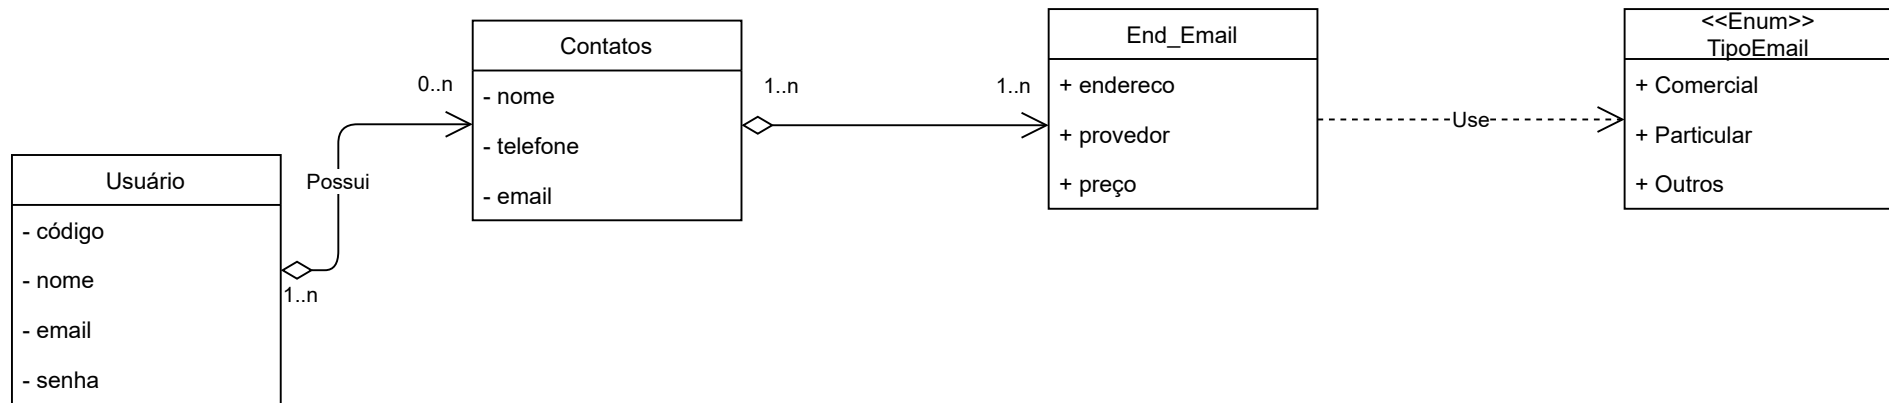 Usuário
- código
- nome
- email
- senha
1..n
Possui
0..n
Contatos
- nome
- telefone
- email
1..n
1..n
End_Email
+ endereco
+ provedor
+ preço
Use
<<Enum>>
TipoEmail
+ Comercial
+ Particular
+ Outros